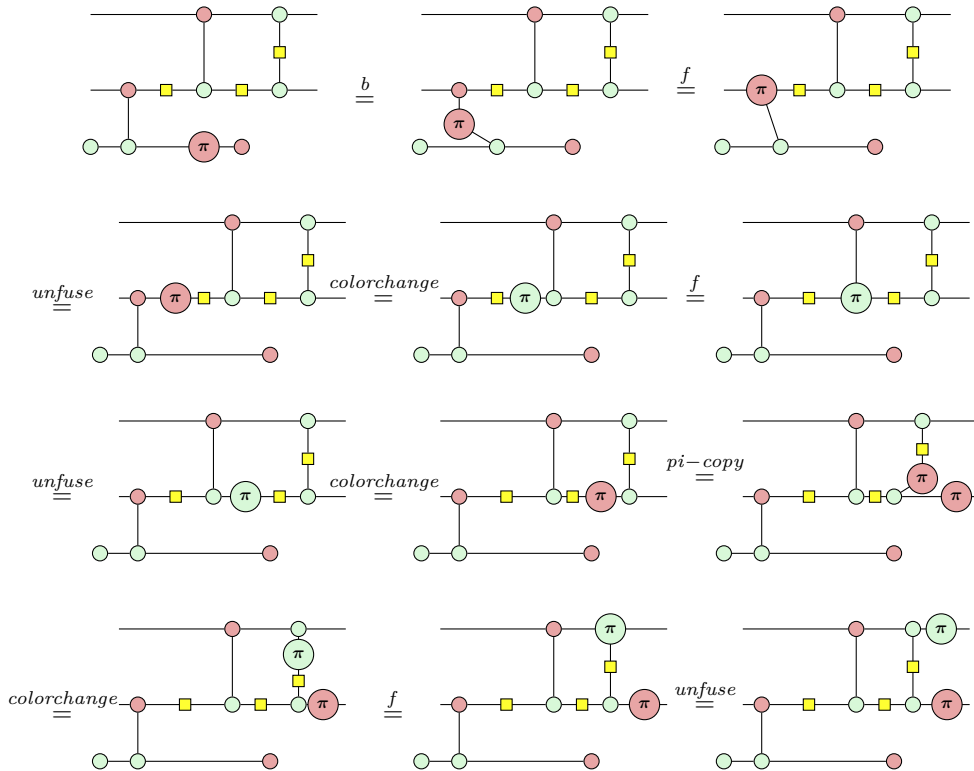 b
=
f
=
π
π
π
unfuse
=
colorchange
=
f
=
π
π
π
unfuse
=
colorchange
=
pi−copy
=
π
π
π
π
colorchange
=
f
=
unfuse
=
π
π
π
π
π
π